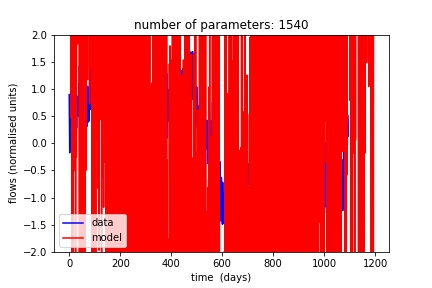 number of parameters: 1540
2.0
1.5
1.0
0.5
0.0
−0.5
−1.0
−1.5
−2.0
flows (normalised units)
data
model
0 200 400 600 800 1000 1200
time (days)